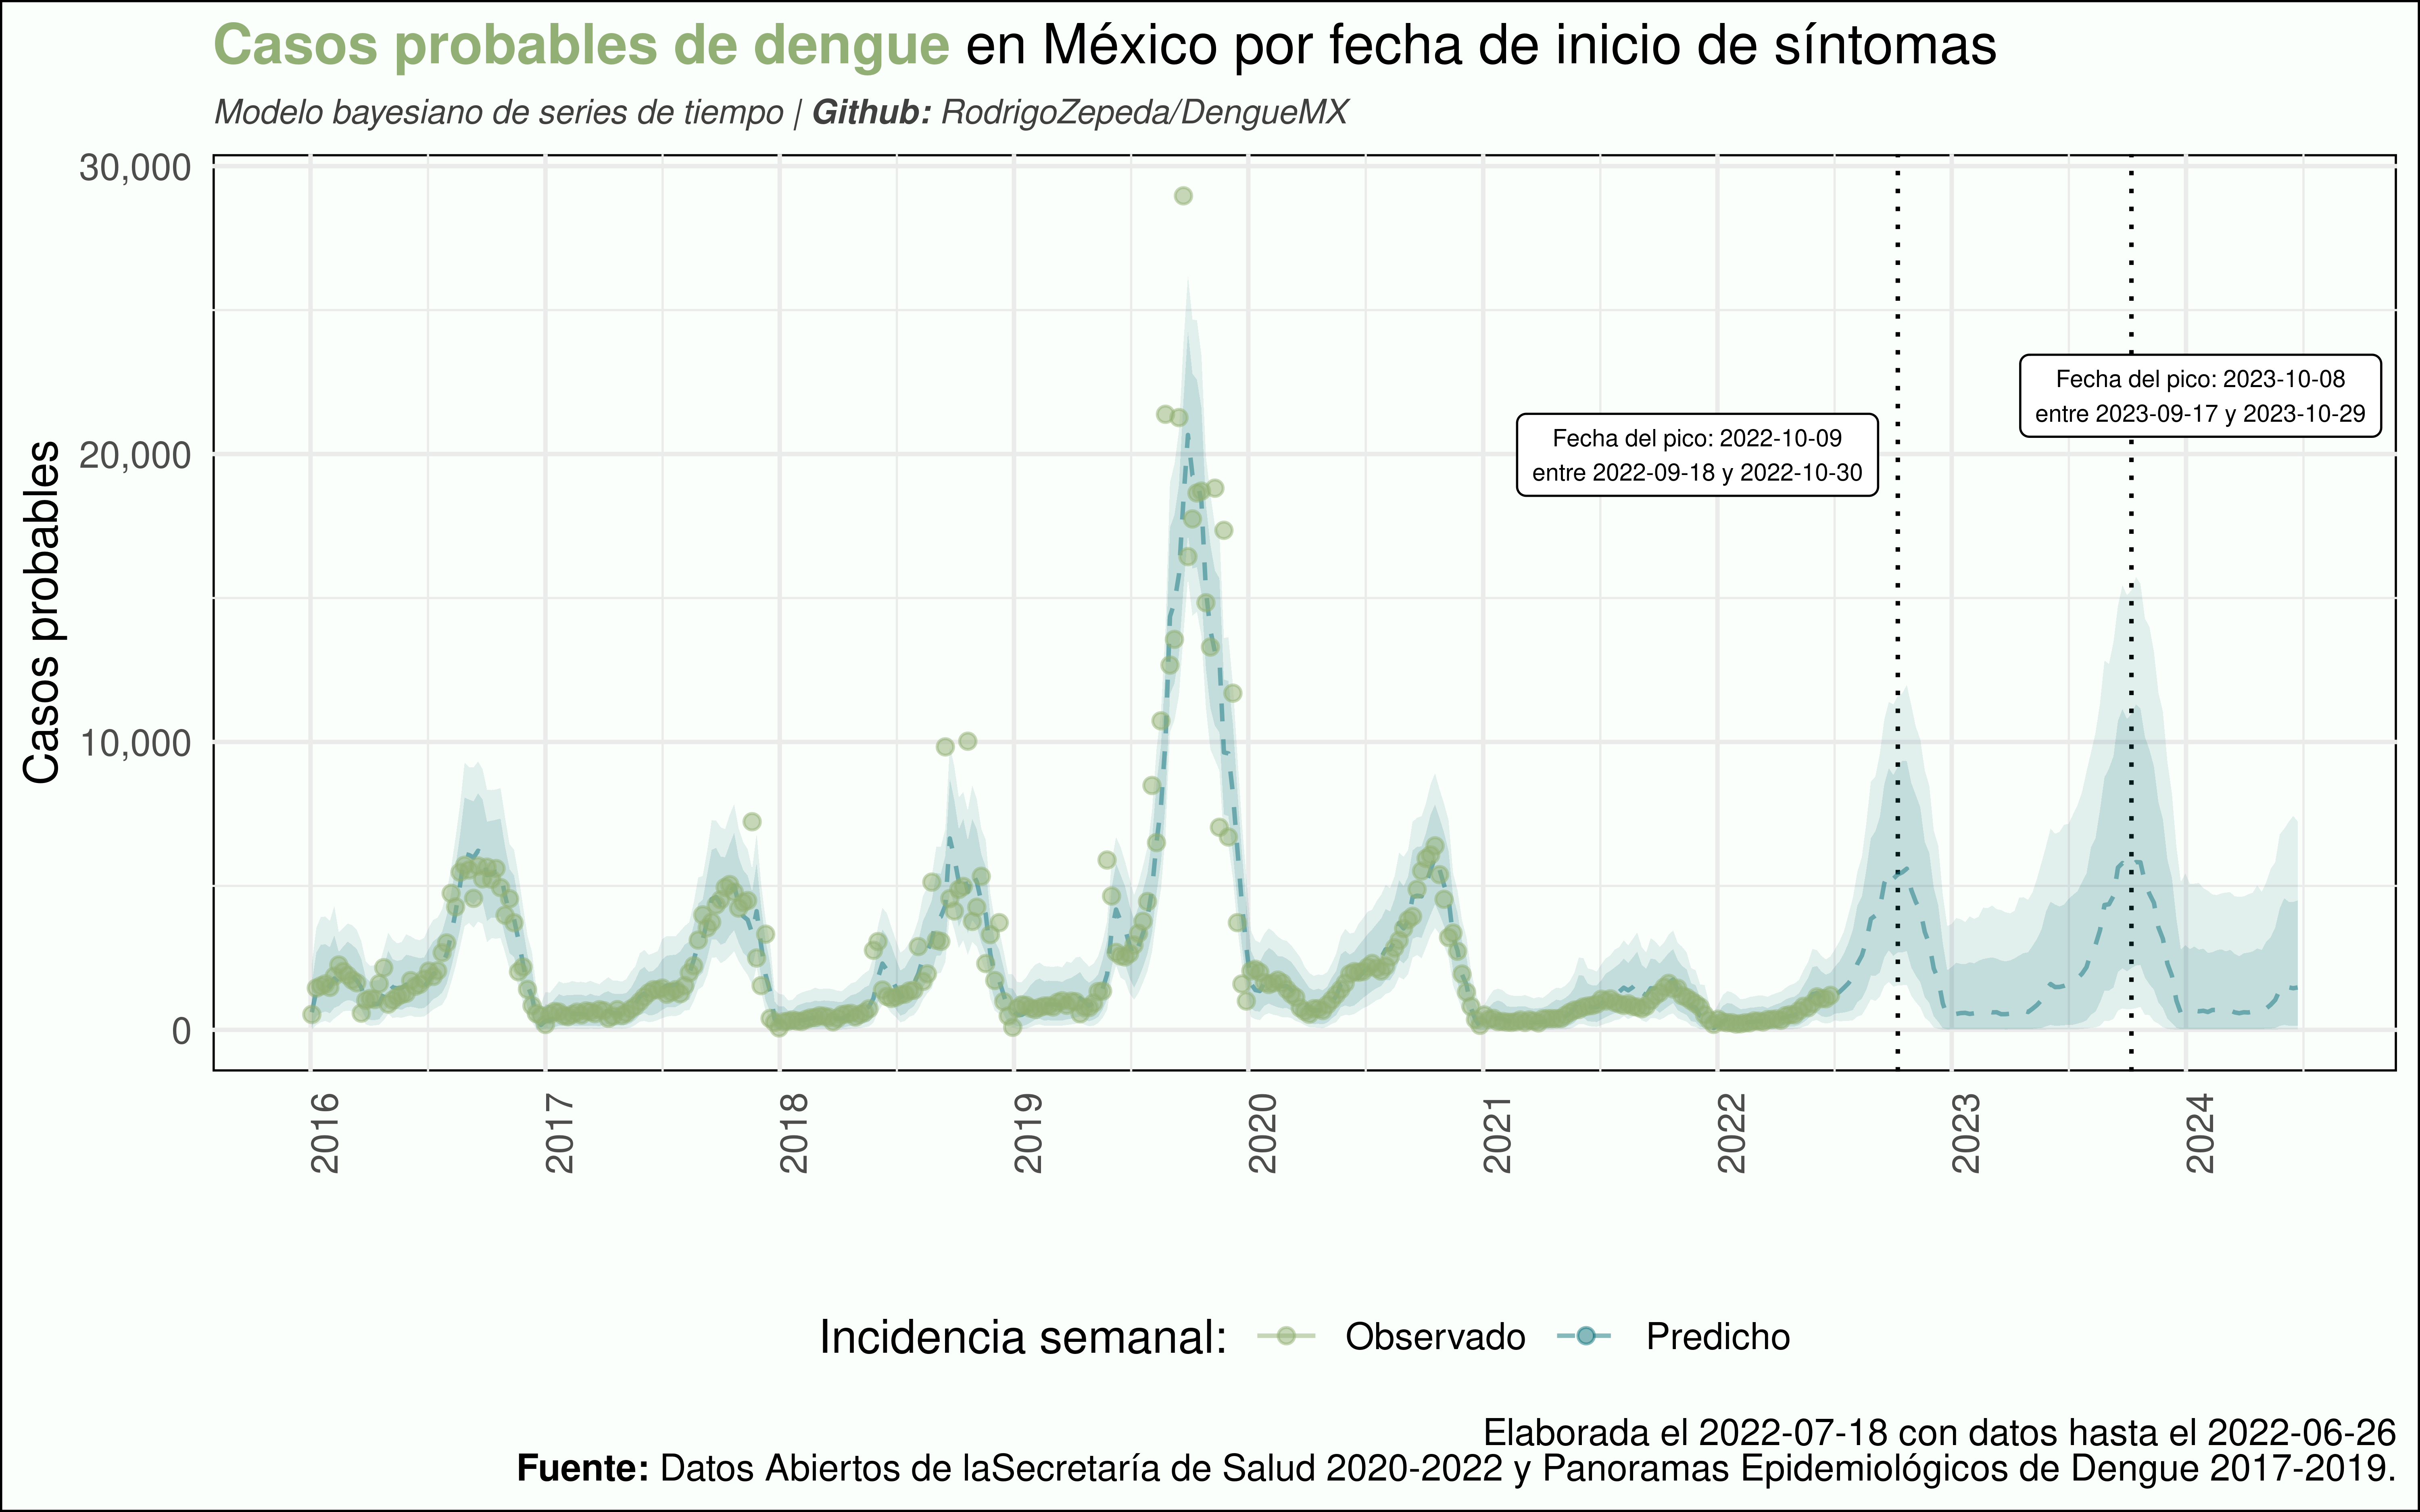 Casos probables de dengue en México por fecha de inicio de síntomas
Modelo bayesiano de series de tiempo | Github: RodrigoZepeda/DengueMX
Casos probables
30,000
20,000
10,000
0
Fecha del pico: 2023-10-08
entre 2023-09-17 y 2023-10-29
Fecha del pico: 2022-10-09
entre 2022-09-18 y 2022-10-30
2016
2017
2018
2019
2020
2021
2022
2023
2024
Incidencia semanal: Observado Predicho
Elaborada el 2022-07-18 con datos hasta el 2022-06-26
Fuente: Datos Abiertos de laSecretaría de Salud 2020-2022 y Panoramas Epidemiológicos de Dengue 2017-2019.